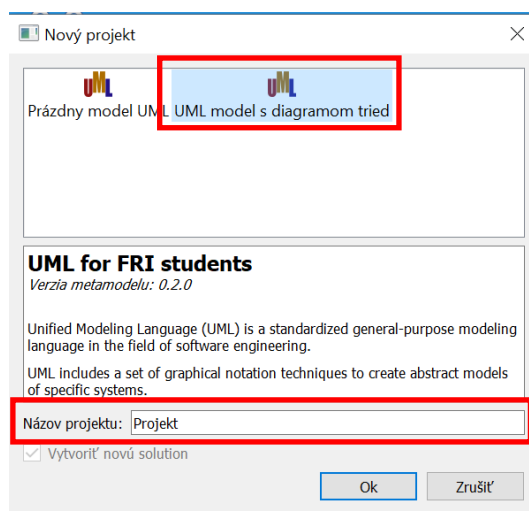 Nový projekt
UML UML
Prázdny model UML UML model s diagramom tried
UML for FRI students
Verzia metamodelu: 0.2.0
Unified Modeling Language (UML) is a standardized general-purpose modeling
language in the field of software engineering.
UML includes a set of graphical notation techniques to create abstract models
of specific systems.
Názov projektu: Projekt
Vytvoriť novú solution
Ok Zrušiť